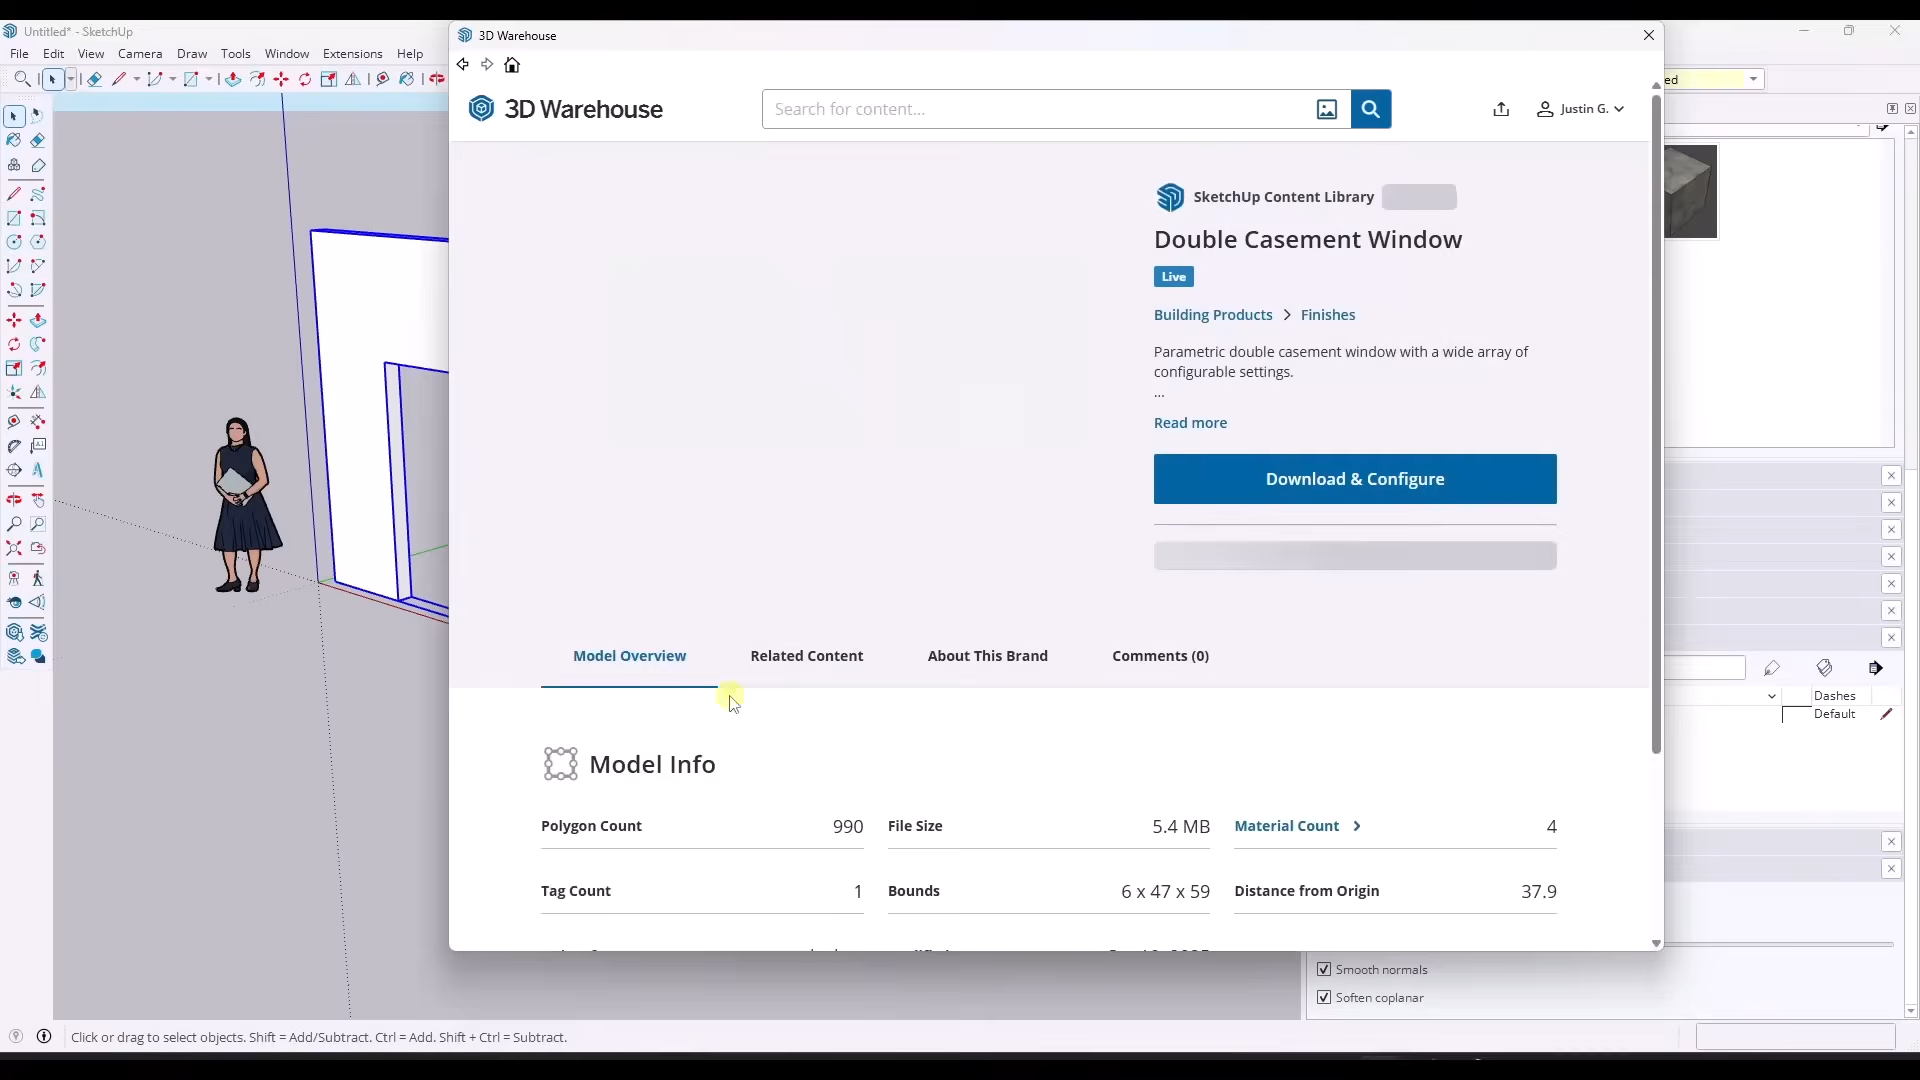 Untitled* - SketchUp
File Edit View Camera Draw Tools Window Extensions Help
3D Warehouse
3D Warehouse
Search for content...
Justin G.
ed
SketchUp Content Library
Double Casement Window
Live
Building Products > Finishes
Parametric double casement window with a wide array of
configurable settings.
...
Read more
Download & Configure
Model Overview
Related Content
About This Brand
Comments (0)
Dashes
Default
Model Info
Polygon Count 990
File Size 5.4 MB
Material Count > 4
Tag Count 1
Bounds 6 x 47 x 59
Distance from Origin 37.9
Smooth normals
Soften coplanar
Click or drag to select objects. Shift = Add/Subtract. Ctrl = Add. Shift + Ctrl = Subtract.